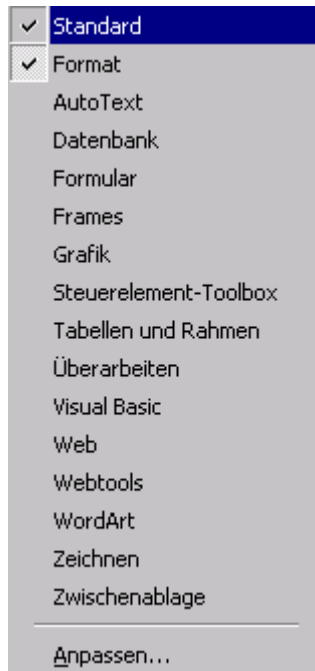 Standard
Format
AutoText
Datenbank
Formular
Frames
Grafik
Steuerelement-Toolbox
Tabellen und Rahmen
Überarbeiten
Visual Basic
Web
Webtools
WordArt
Zeichnen
Zwischenablage
Anpassen...